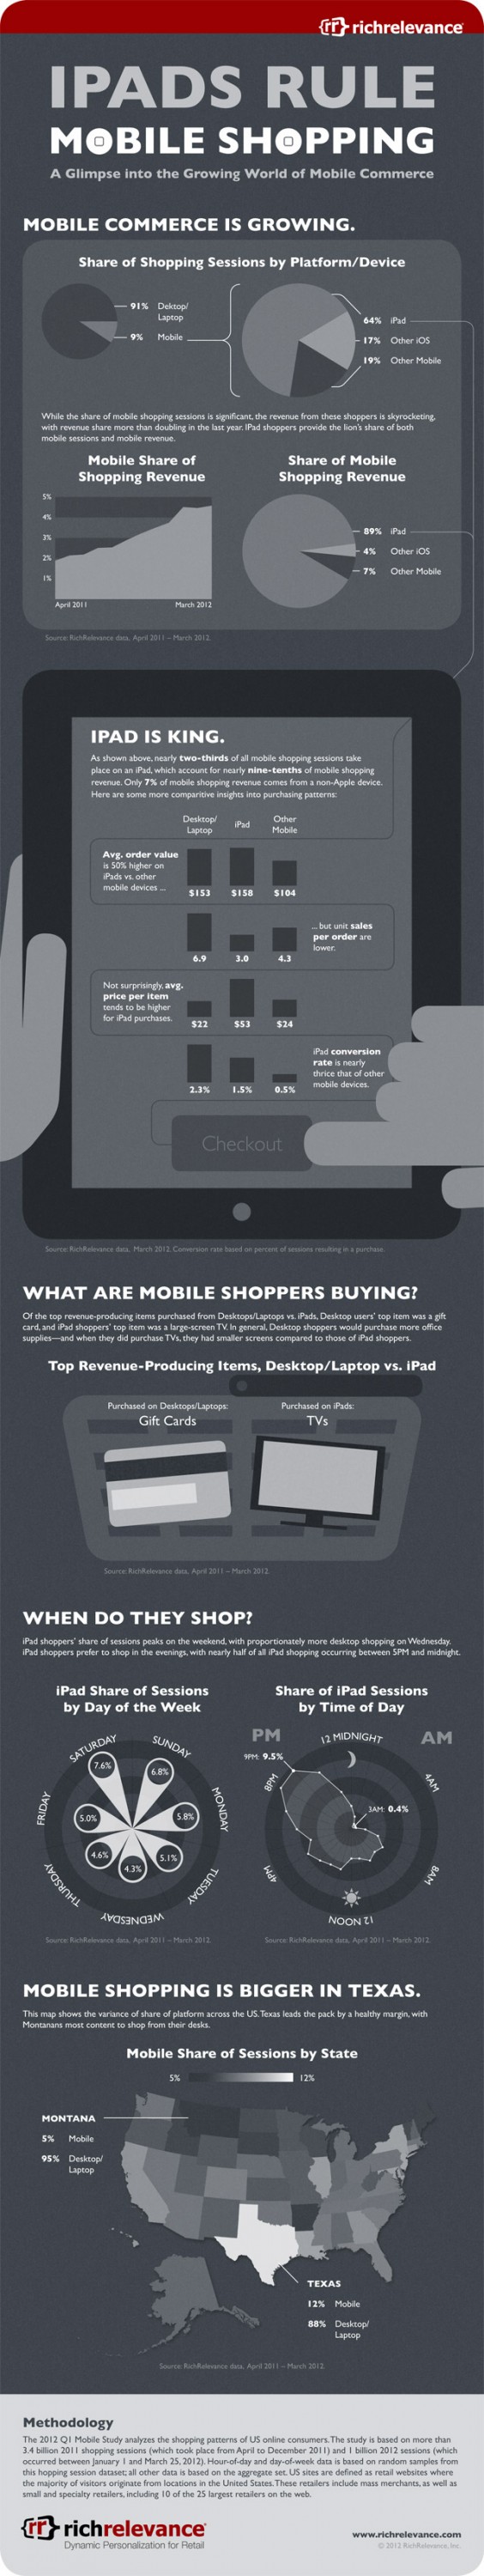 richrelevance
IPADS RULE
MOBILE SHOPPING
A Glimpse into the Growing World of Mobile Commerce
MOBILE COMMERCE IS GROWING.
Share of Shopping Sessions by Platform/Device
91% Dektop/
Laptop
9% Mobile
64% iPad
17% Other iOS
19% Other Mobile
While the share of mobile shopping sessions is significant, the revenue from these shoppers is skyrocketing,
with revenue share more than doubling in the last year. IPad shoppers provide the lion's share of both
mobile sessions and mobile revenue.
Mobile Share of
Shopping Revenue
5%
4%
3%
2%
1%
April 2011
March 2012
Share of Mobile
Shopping Revenue
89% iPad
4% Other iOS
7% Other Mobile
Source: RichRelevance data, April 2011 – March 2012.
IPAD IS KING.
As shown above, nearly two-thirds of all mobile shopping sessions take
place on an iPad, which account for nearly nine-tenths of mobile shopping
revenue. Only 7% of mobile shopping revenue comes from a non-Apple device.
Here are some more comparitive insights into purchasing patterns:
Desktop/
Laptop
iPad
Other
Mobile
Avg. order value
is 50% higher on
iPads vs. other
mobile devices ...
$153 $158 $104
... but unit sales
per order are
lower.
6.9 3.0 4.3
Not surprisingly, avg.
price per item
tends to be higher
for iPad purchases.
$22 $53 $24
iPad conversion
rate is nearly
thrice that of other
mobile devices.
2.3% 1.5% 0.5%
Checkout
Source: RichRelevance data, March 2012. Conversion rate based on percent of sessions resulting in a purchase.
WHAT ARE MOBILE SHOPPERS BUYING?
Of the top revenue-producing items purchased from Desktops/Laptops vs. iPads, Desktop users' top item was a gift
card, and iPad shoppers' top item was a large-screen TV. In general, Desktop shoppers would purchase more office
supplies—and when they did purchase TVs, they had smaller screens compared to those of iPad shoppers.
Top Revenue-Producing Items, Desktop/Laptop vs. iPad
Purchased on Desktops/Laptops:
Gift Cards
Purchased on iPads:
TVs
Source: RichRelevance data, April 2011 – March 2012.
WHEN DO THEY SHOP?
iPad shoppers' share of sessions peaks on the weekend, with proportionately more desktop shopping on Wednesday.
iPad shoppers prefer to shop in the evenings, with nearly half of all iPad shopping occurring between 5PM and midnight.
iPad Share of Sessions
by Day of the Week
SATURDAY
7.6%
SUNDAY
6.8%
MONDAY
5.8%
TUESDAY
5.1%
WEDNESDAY
4.3%
THURSDAY
4.6%
FRIDAY
5.0%
Source: RichRelevance data, April 2011 – March 2012.
Share of iPad Sessions
by Time of Day
PM
AM
12 MIDNIGHT
9PM: 9.5%
8PM
4AM
3AM: 0.4%
4PM
8AM
12 NOON
Source: RichRelevance data, April 2011 – March 2012.
MOBILE SHOPPING IS BIGGER IN TEXAS.
This map shows the variance of share of platform across the US. Texas leads the pack by a healthy margin, with
Montanans most content to shop from their desks.
Mobile Share of Sessions by State
5% 12%
MONTANA
5% Mobile
95% Desktop/
Laptop
TEXAS
12% Mobile
88% Desktop/
Laptop
Source: RichRelevance data, April 2011 – March 2012.
Methodology
The 2012 Q1 Mobile Study analyzes the shopping patterns of US online consumers. The study is based on more than
3.4 billion 2011 shopping sessions (which took place from April to December 2011) and 1 billion 2012 sessions (which
occurred between January 1 and March 25, 2012). Hour-of-day and day-of-week data is based on random samples from
this hopping session dataset; all other data is based on the aggregate set. US sites are defined as retail websites where
the majority of visitors originate from locations in the United States. These retailers include mass merchants, as well as
small and specialty retailers, including 10 of the 25 largest retailers on the web.
richrelevance
Dynamic Personalization for Retail
www.richrelevance.com
© 2012 RichRelevance, Inc.